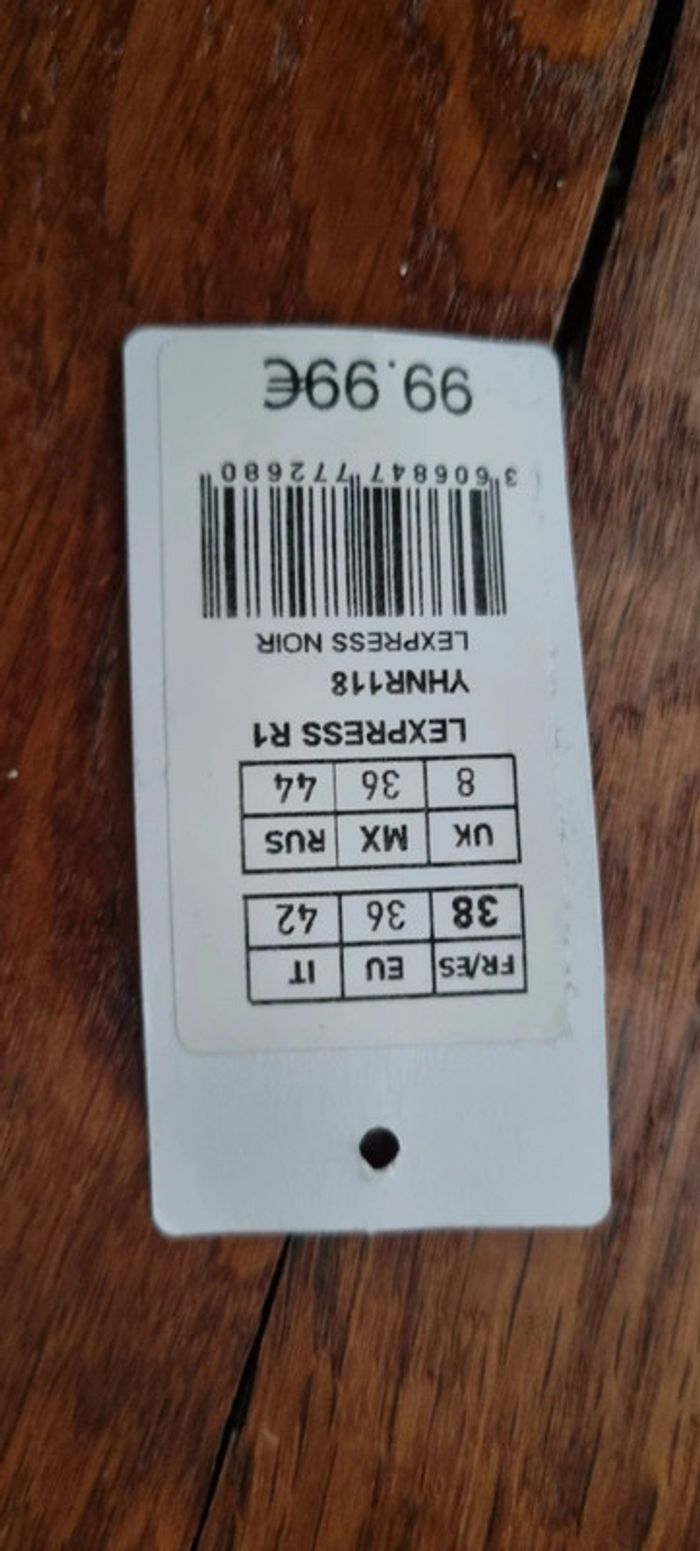 FR/ES EU IT
38 36 42
UK MX RUS
8 36 44
LEXPRESS R1
YHNR118
LEXPRESS NOIR
3 606847 772680
99.99€